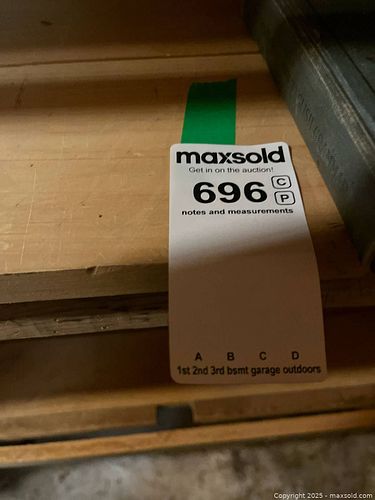 maxsold
Get in on the auction!
696 C
P
notes and measurements
A B C D
1st 2nd 3rd bsmt garage outdoors
Copyright 2025 - maxsold.com